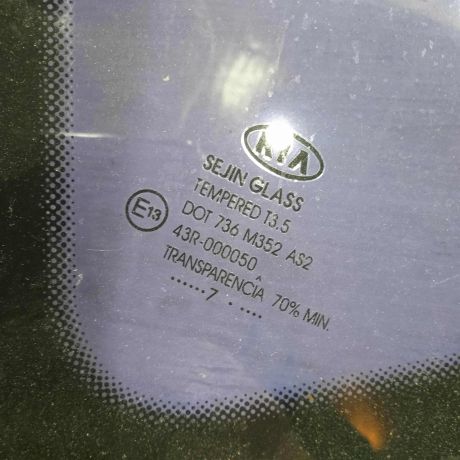 KIA
SEJIN GLASS
TEMPERED T3.5
DOT 736 M352 AS2
E13 43R-000050
TRANSPARENCIA 70% MIN.
...... 7 . ....